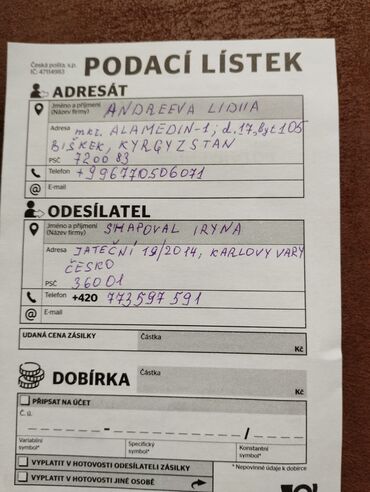 Česká pošta, s.p.
IČ: 47114983
PODACÍ LÍSTEK
ADRESÁT
Jméno a příjmení
(Název firmy)
ANDREEVA LIDIIA
Adresa mkr. ALAMEDIN-1; d.17, byt 105
BIŠKEK, KYRGYZSTAN
PSČ 720083
Telefon +996770506071
E-mail
ODESÍLATEL
Jméno a příjmení
(Název firmy)
SHAPOVAL IRYNA
Adresa JATEČNÍ 19/2014, KARLOVY VARY
ČESKO
PSČ 36001
Telefon +420 773597591
E-mail
UDANÁ CENA ZÁSILKY Částka
Kč
DOBÍRKA Částka
Kč
PŘIPSAT NA ÚČET
Č. ú.
- /
Variabilní symbol* Specifický symbol* Konstantní symbol*
VYPLATIT V HOTOVOSTI ODESÍLATELI ZÁSILKY * Nepovinné údaje k dobírce
VYPLATIT V HOTOVOSTI JINÉ OSOBĚ